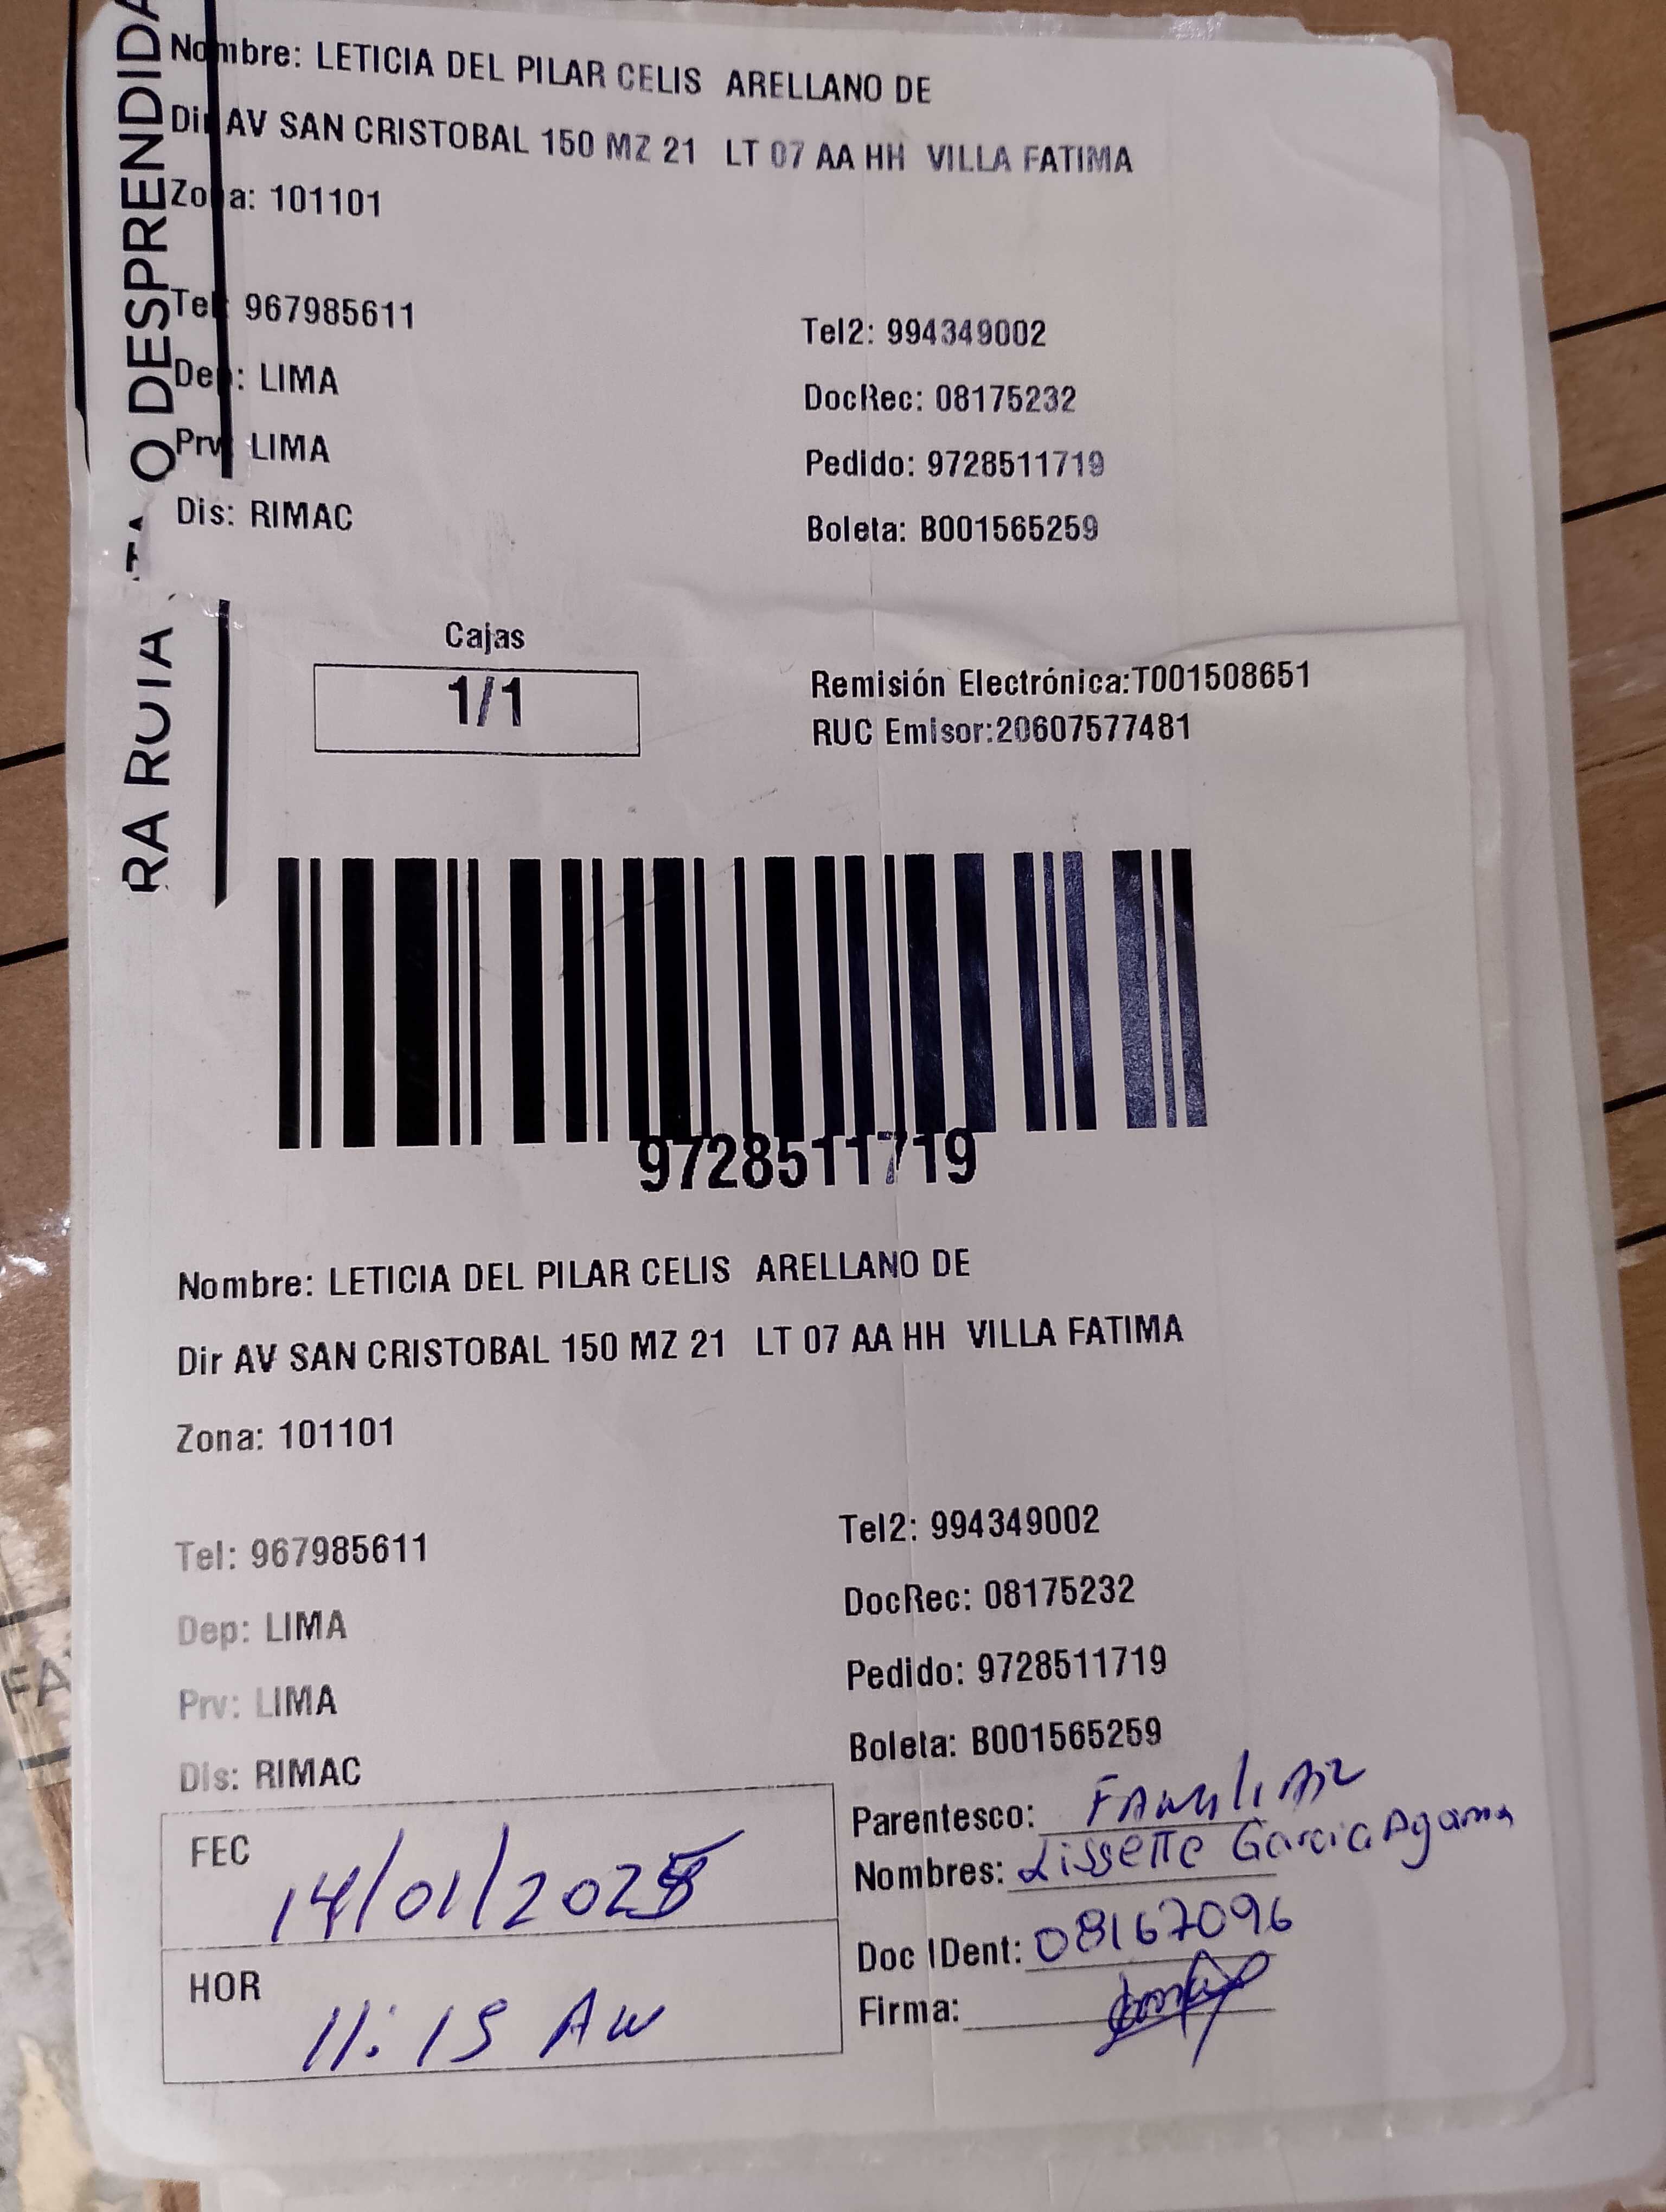 Nombre: LETICIA DEL PILAR CELIS ARELLANO DE
Dir AV SAN CRISTOBAL 150 MZ 21 LT 07 AA HH VILLA FATIMA
Zona: 101101
Tel: 967985611
Tel2: 994349002
Dep: LIMA
DocRec: 08175232
Prv: LIMA
Pedido: 9728511719
Dis: RIMAC
Boleta: B001565259
Cajas
1/1
Remisión Electrónica:T001508651
RUC Emisor:20607577481
9728511719
Nombre: LETICIA DEL PILAR CELIS ARELLANO DE
Dir AV SAN CRISTOBAL 150 MZ 21 LT 07 AA HH VILLA FATIMA
Zona: 101101
Tel: 967985611
Tel2: 994349002
Dep: LIMA
DocRec: 08175232
Prv: LIMA
Pedido: 9728511719
Dis: RIMAC
Boleta: B001565259
FEC 14/01/2025
HOR 11:15 AM
Parentesco: FAMILIAR
Nombres: Lissette Garcia Agama
Doc IDent: 08167096
Firma: